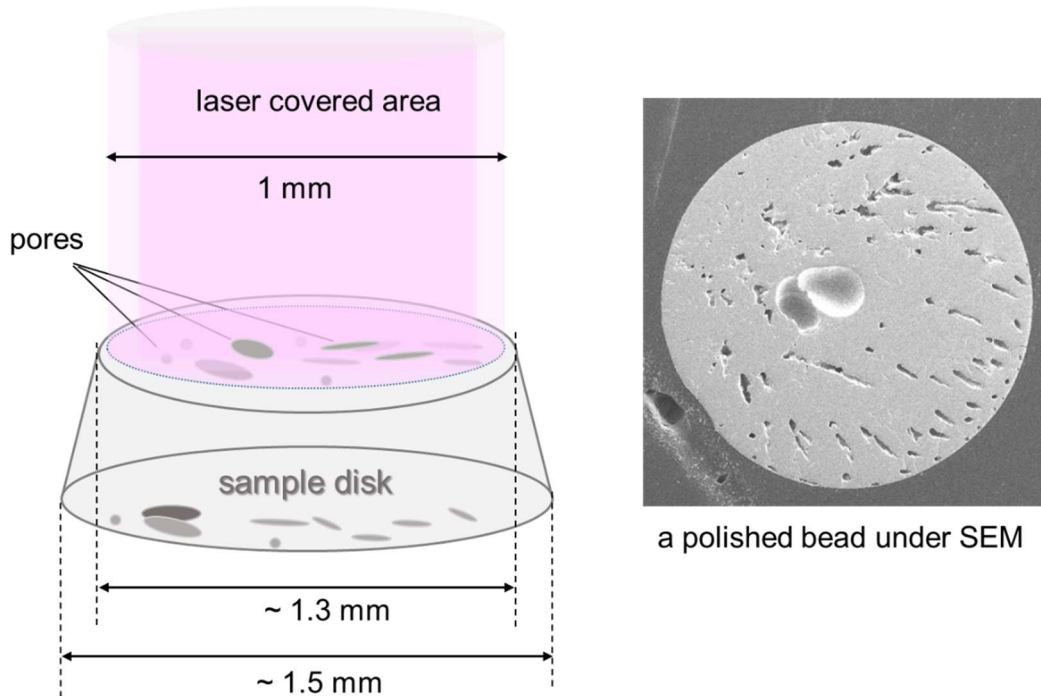 laser covered area
1 mm
pores
sample disk
~ 1.3 mm
~ 1.5 mm
a polished bead under SEM